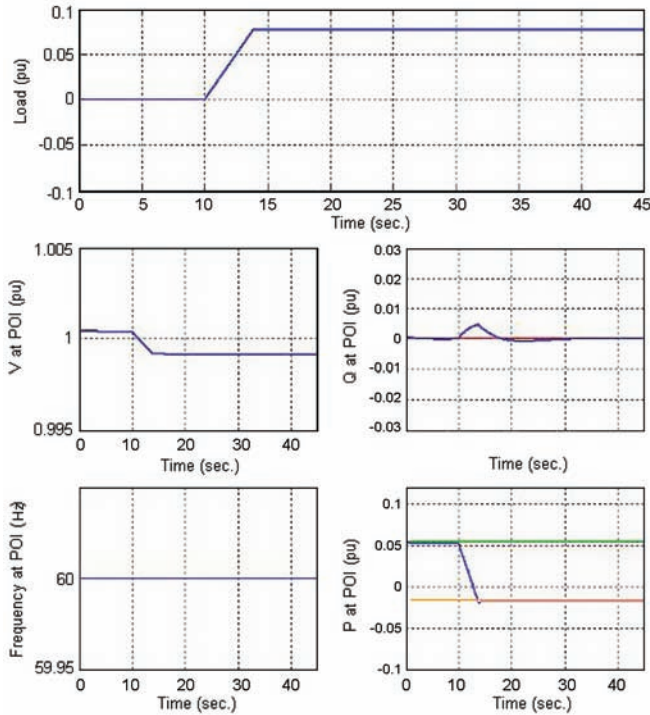 Load (pu)
0.1
0.05
0
-0.05
-0.1
0 5 10 15 20 25 30 35 40 45
Time (sec.)
V at POI (pu)
1.005
1
0.995
0 10 20 30 40
Time (sec.)
Q at POI (pu)
0.03
0.02
0.01
0
-0.01
-0.02
-0.03
Time (sec.)
Frequency at POI (Hz)
60
59.95
0 10 20 30 40
Time (sec.)
P at POI (pu)
0.1
0.05
0
-0.05
-0.1
0 10 20 30 40
Time (sec.)